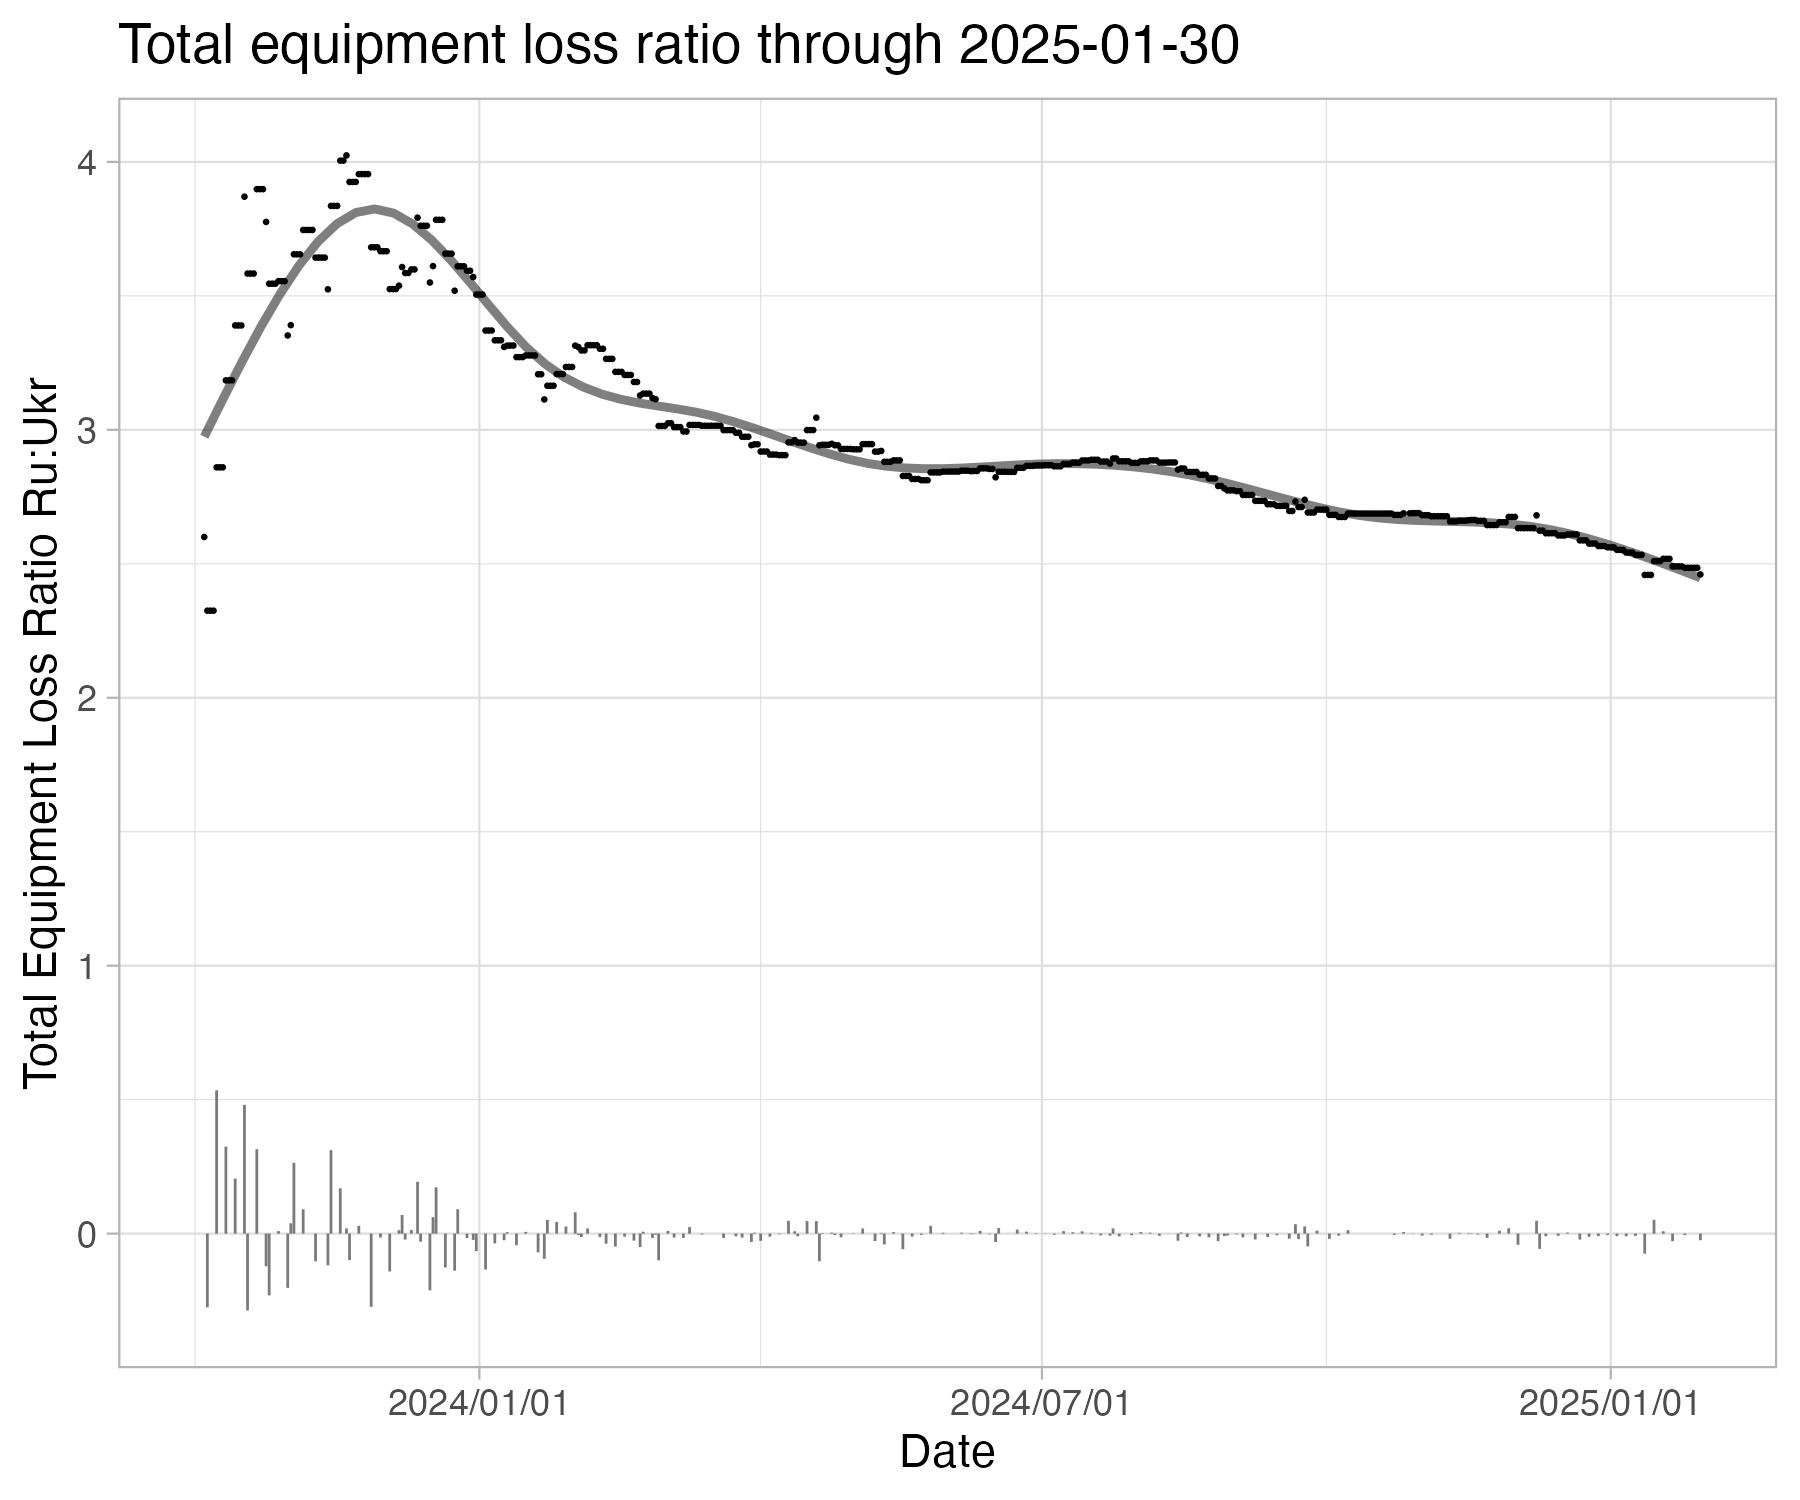 Total equipment loss ratio through 2025-01-30
Total Equipment Loss Ratio Ru:Ukr
4
3
2
1
0
2024/01/01
2024/07/01
2025/01/01
Date